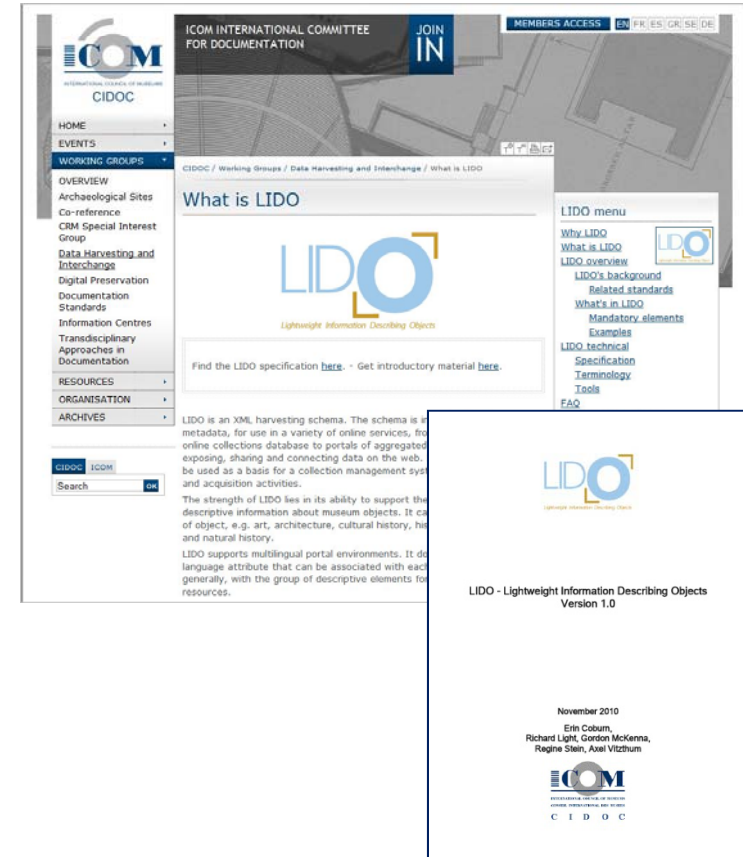 ICOM
INTERNATIONAL COUNCIL OF MUSEUMS
CIDOC
ICOM INTERNATIONAL COMMITTEE
FOR DOCUMENTATION
JOIN
IN
MEMBERS ACCESS EN FR ES GR SE DE
HOME
EVENTS
WORKING GROUPS
OVERVIEW
Archaeological Sites
Co-reference
CRM Special Interest
Group
Data Harvesting and
Interchange
Digital Preservation
Documentation
Standards
Information Centres
Transdisciplinary
Approaches in
Documentation
RESOURCES
ORGANISATION
ARCHIVES
CIDOC ICOM
Search OK
CIDOC / Working Groups / Data Harvesting and Interchange / What is LIDO
What is LIDO
LIDO
Lightweight Information Describing Objects
Find the LIDO specification here. - Get introductory material here.
LIDO is an XML harvesting schema. The schema is in
metadata, for use in a variety of online services, fro
online collections database to portals of aggregated
exposing, sharing and connecting data on the web.
be used as a basis for a collection management syst
and acquisition activities.
The strength of LIDO lies in its ability to support the
descriptive information about museum objects. It ca
of object, e.g. art, architecture, cultural history, his
and natural history.
LIDO supports multilingual portal environments. It do
language attribute that can be associated with each
generally, with the group of descriptive elements for
resources.
LIDO menu
Why LIDO
What is LIDO
LIDO overview
LIDO's background
Related standards
What's in LIDO
Mandatory elements
Examples
LIDO technical
Specification
Terminology
Tools
FAQ
LIDO
LIDO
Lightweight Information Describing Objects
LIDO - Lightweight Information Describing Objects
Version 1.0
November 2010
Erin Coburn,
Richard Light, Gordon McKenna,
Regine Stein, Axel Vitzthum
ICOM
INTERNATIONAL COUNCIL OF MUSEUMS
CONSEIL INTERNATIONAL DES MUSEES
C I D O C